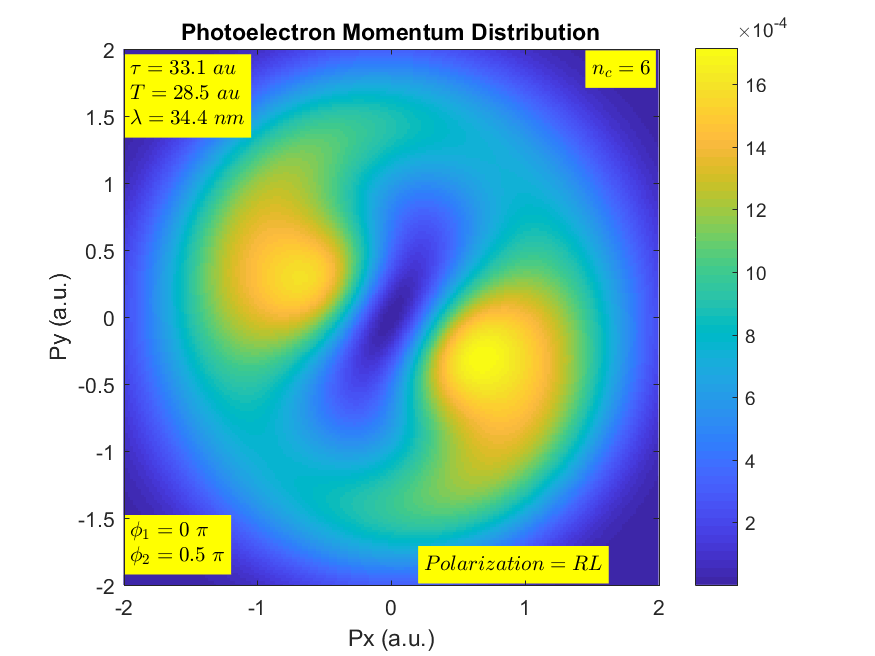 Photoelectron Momentum Distribution
×10⁻⁴
τ = 33.1 au
T = 28.5 au
λ = 34.4 nm
n_c = 6
ϕ₁ = 0 π
ϕ₂ = 0.5 π
Polarization = RL
Py (a.u.)
2
1.5
1
0.5
0
-0.5
-1
-1.5
-2
-2
-1
0
1
2
Px (a.u.)
16
14
12
10
8
6
4
2